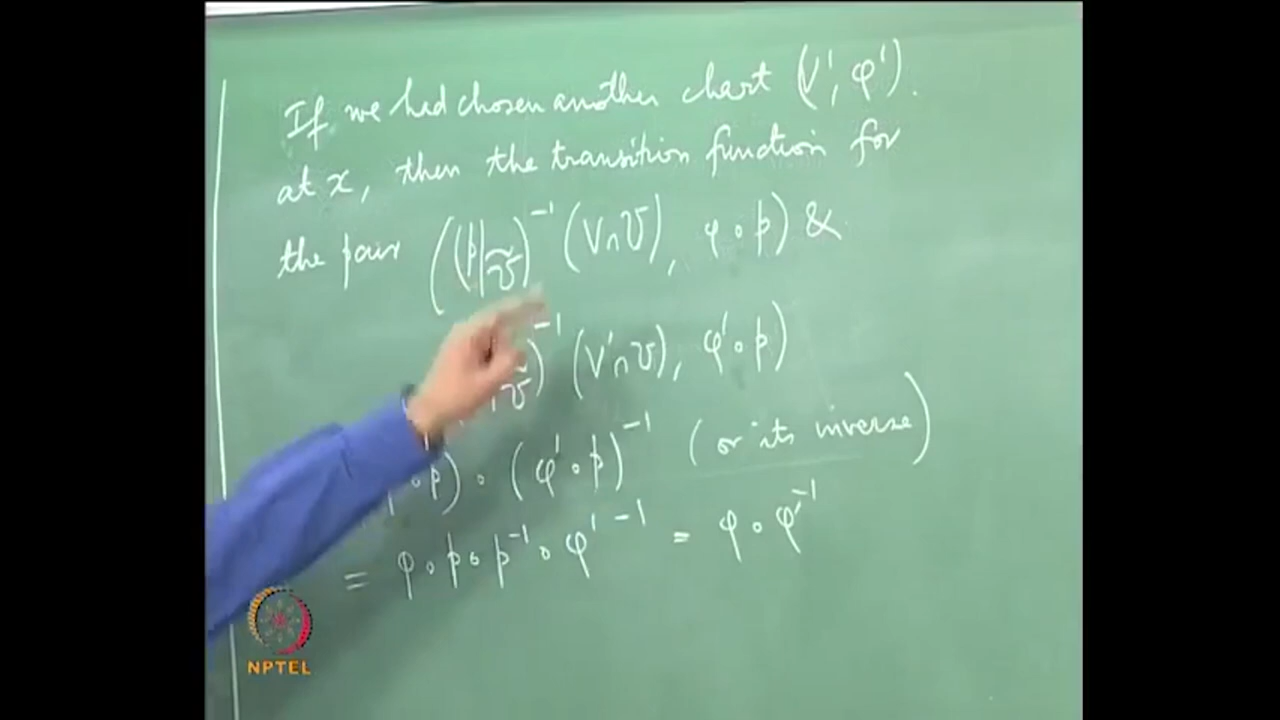 If we had chosen another chart (V', φ').
at x, then the transition function for
the pair ((p|Ũ)⁻¹ (V∩U), φ∘p) &
Ũ)⁻¹ (V'∩U), φ'∘p)
∘p)∘(φ'∘p)⁻¹ (or its inverse)
= φ∘p∘p⁻¹∘φ'⁻¹ = φ∘φ'⁻¹
NPTEL